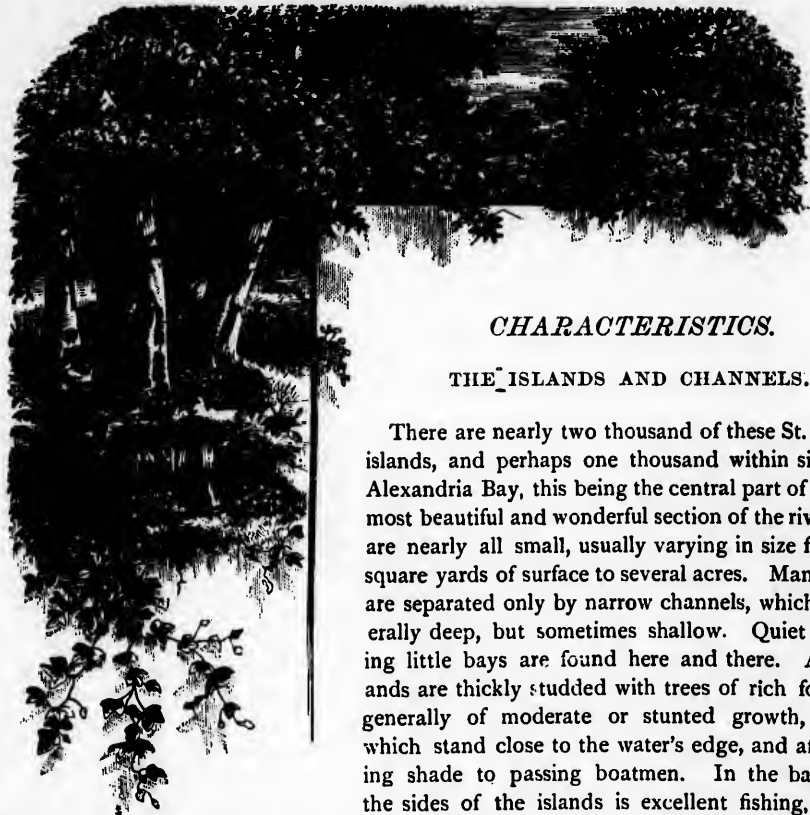 CHARACTERISTICS.
THE ISLANDS AND CHANNELS.
There are nearly two thousand of these St.
islands, and perhaps one thousand within si
Alexandria Bay, this being the central part of
most beautiful and wonderful section of the riv
are nearly all small, usually varying in size f
square yards of surface to several acres. Man
are separated only by narrow channels, which
erally deep, but sometimes shallow. Quiet
ing little bays are found here and there. A
ands are thickly studded with trees of rich fo
generally of moderate or stunted growth,
which stand close to the water's edge, and af
ing shade to passing boatmen. In the ba
the sides of the islands is excellent fishing,